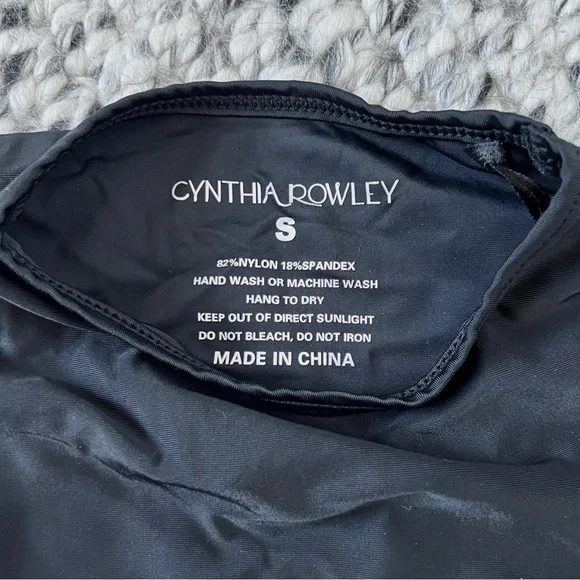 CYNTHIA ROWLEY
S
82%NYLON 18%SPANDEX
HAND WASH OR MACHINE WASH
HANG TO DRY
KEEP OUT OF DIRECT SUNLIGHT
DO NOT BLEACH, DO NOT IRON
MADE IN CHINA